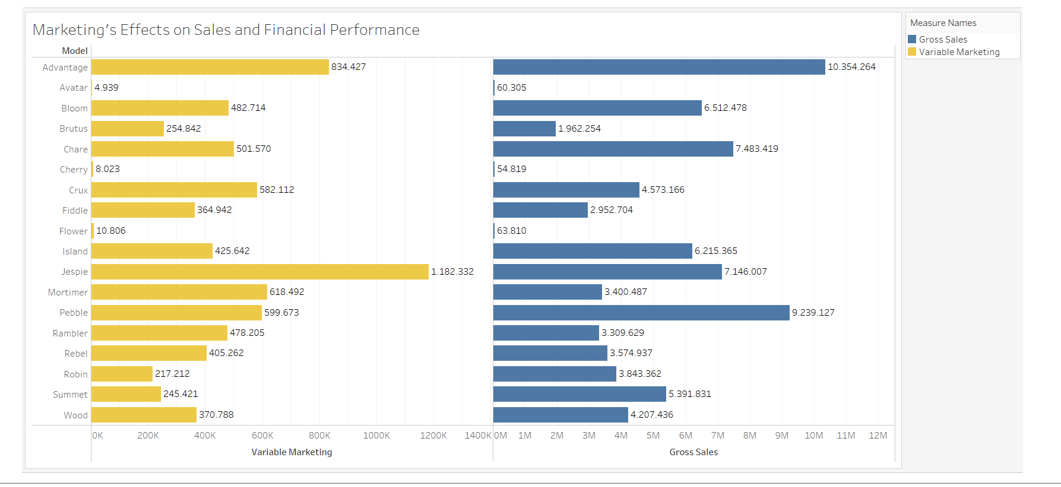 Marketing's Effects on Sales and Financial Performance
Measure Names
Gross Sales
Variable Marketing
Model
Advantage 834.427 10.354.264
Avatar 4.939 60.305
Bloom 482.714 6.512.478
Brutus 254.842 1.962.254
Chare 501.570 7.483.419
Cherry 8.023 54.819
Crux 582.112 4.573.166
Fiddle 364.942 2.952.704
Flower 10.806 63.810
Island 425.642 6.215.365
Jespie 1.182.332 7.146.007
Mortimer 618.492 3.400.487
Pebble 599.673 9.239.127
Rambler 478.205 3.309.629
Rebel 405.262 3.574.937
Robin 217.212 3.843.362
Summet 245.421 5.391.831
Wood 370.788 4.207.436
0K 200K 400K 600K 800K 1000K 1200K 1400K 0M 1M 2M 3M 4M 5M 6M 7M 8M 9M 10M 11M 12M
Variable Marketing Gross Sales